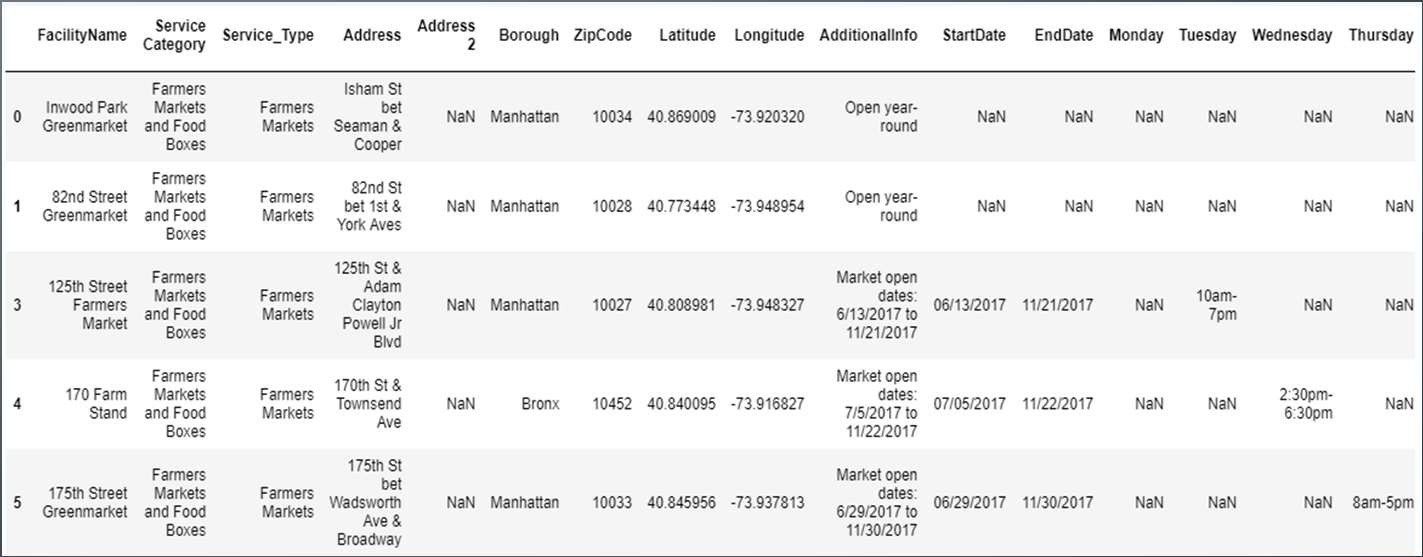 FacilityName Service Category Service_Type Address Address 2 Borough ZipCode Latitude Longitude AdditionalInfo StartDate EndDate Monday Tuesday Wednesday Thursday
0 Inwood Park Greenmarket Farmers Markets and Food Boxes Farmers Markets Isham St bet Seaman & Cooper NaN Manhattan 10034 40.869009 -73.920320 Open year-round NaN NaN NaN NaN NaN NaN
1 82nd Street Greenmarket Farmers Markets and Food Boxes Farmers Markets 82nd St bet 1st & York Aves NaN Manhattan 10028 40.773448 -73.948954 Open year-round NaN NaN NaN NaN NaN NaN
3 125th Street Farmers Market Farmers Markets and Food Boxes Farmers Markets 125th St & Adam Clayton Powell Jr Blvd NaN Manhattan 10027 40.808981 -73.948327 Market open dates: 6/13/2017 to 11/21/2017 06/13/2017 11/21/2017 NaN 10am-7pm NaN NaN
4 170 Farm Stand Farmers Markets and Food Boxes Farmers Markets 170th St & Townsend Ave NaN Bronx 10452 40.840095 -73.916827 Market open dates: 7/5/2017 to 11/22/2017 07/05/2017 11/22/2017 NaN NaN 2:30pm-6:30pm NaN
5 175th Street Greenmarket Farmers Markets and Food Boxes Farmers Markets 175th St bet Wadsworth Ave & Broadway NaN Manhattan 10033 40.845956 -73.937813 Market open dates: 6/29/2017 to 11/30/2017 06/29/2017 11/30/2017 NaN NaN NaN 8am-5pm